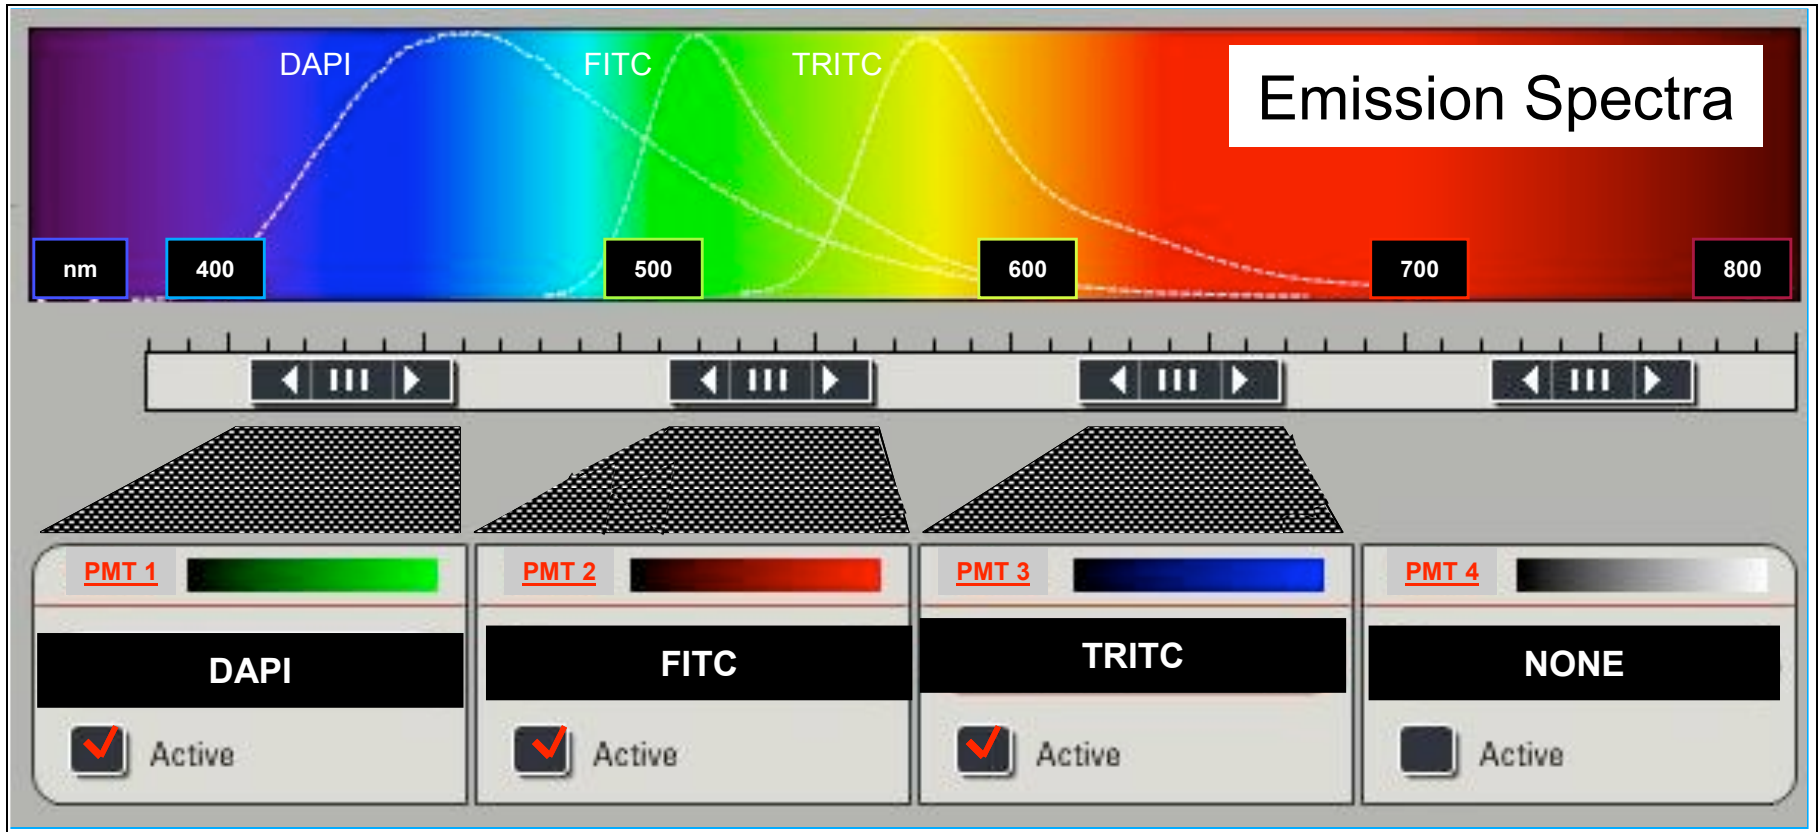 DAPI FITC TRITC
Emission Spectra
nm 400 500 600 700 800
PMT 1 PMT 2 PMT 3 PMT 4
DAPI FITC TRITC NONE
Active Active Active Active